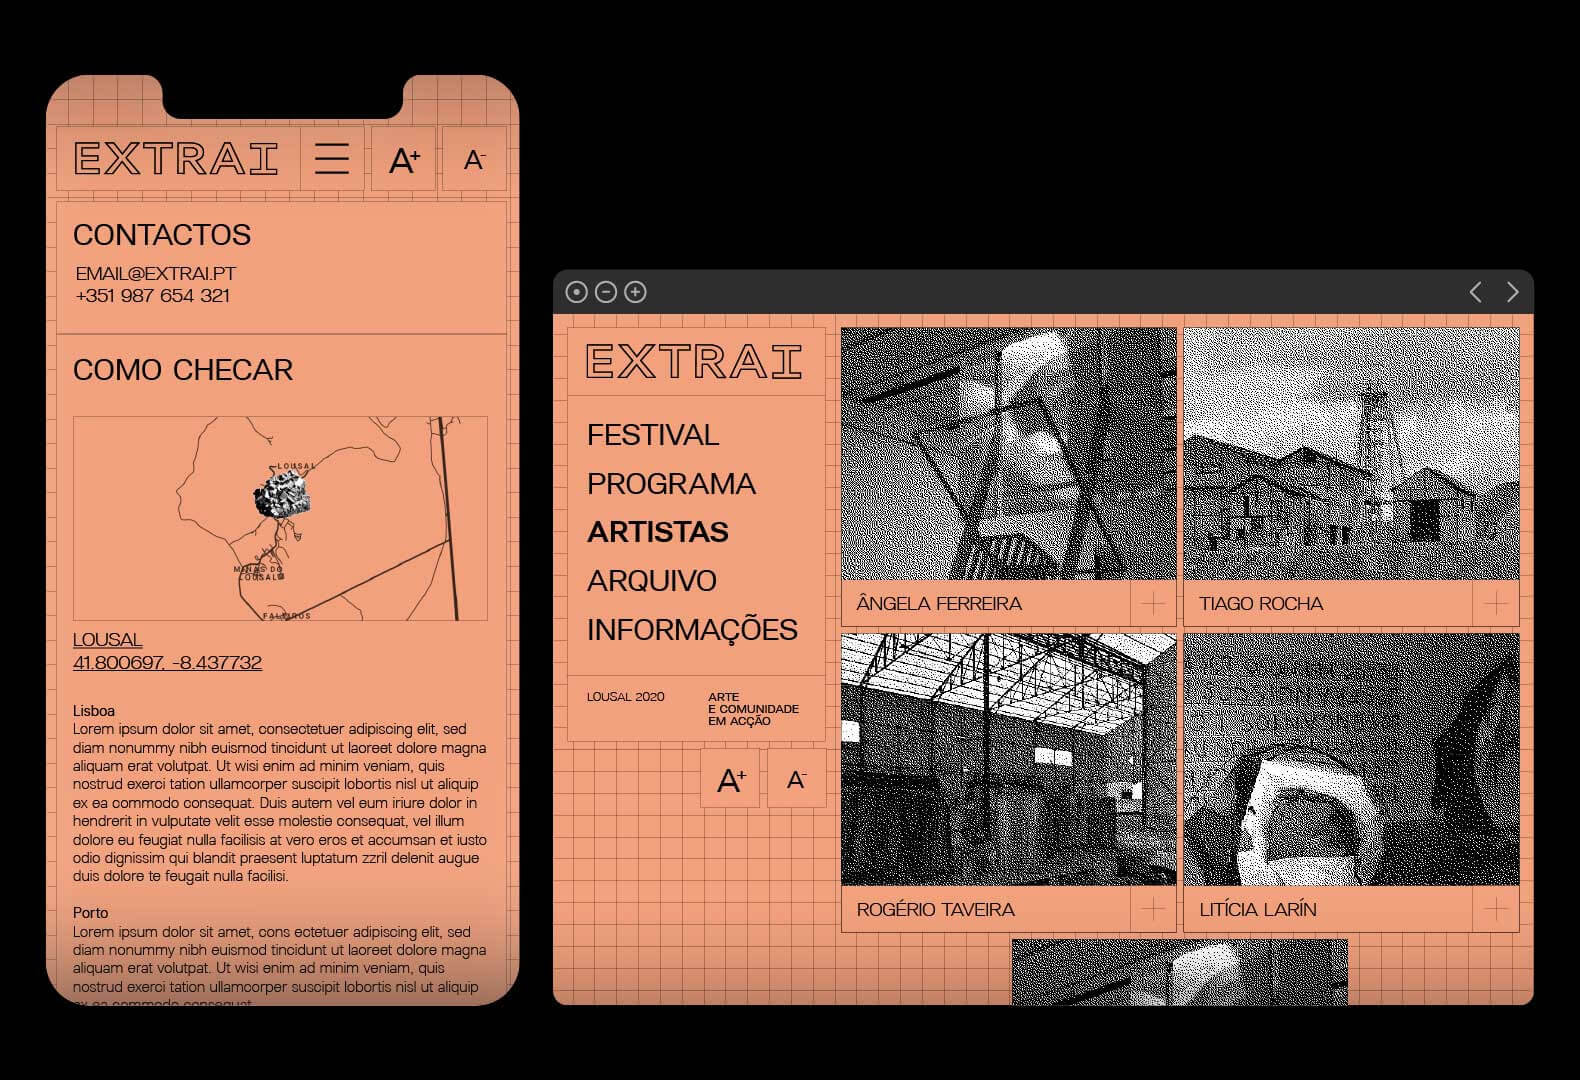 EXTRAI
A+
A-
CONTACTOS
EMAIL@EXTRAI.PT
+351 987 654 321
COMO CHECAR
LOUSAL
MINAS DO
LOUSAL
FALEIROS
LOUSAL
41.800697, -8.437732
Lisboa
Lorem ipsum dolor sit amet, consectetuer adipiscing elit, sed
diam nonummy nibh euismod tincidunt ut laoreet dolore magna
aliquam erat volutpat. Ut wisi enim ad minim veniam, quis
nostrud exerci tation ullamcorper suscipit lobortis nisl ut aliquip
ex ea commodo consequat. Duis autem vel eum iriure dolor in
hendrerit in vulputate velit esse molestie consequat, vel illum
dolore eu feugiat nulla facilisis at vero eros et accumsan et iusto
odio dignissim qui blandit praesent luptatum zzril delenit augue
duis dolore te feugait nulla facilisi.
Porto
Lorem ipsum dolor sit amet, cons ectetuer adipiscing elit, sed
diam nonummy nibh euismod tincidunt ut laoreet dolore magna
aliquam erat volutpat. Ut wisi enim ad minim veniam, quis
nostrud exerci tation ullamcorper suscipit lobortis nisl ut aliquip
ex ea commodo consequat.
EXTRAI
FESTIVAL
PROGRAMA
ARTISTAS
ARQUIVO
INFORMAÇÕES
LOUSAL 2020
ARTE
E COMUNIDADE
EM ACÇÃO
A+
A-
ÂNGELA FERREIRA
TIAGO ROCHA
ROGÉRIO TAVEIRA
LITÍCIA LARÍN